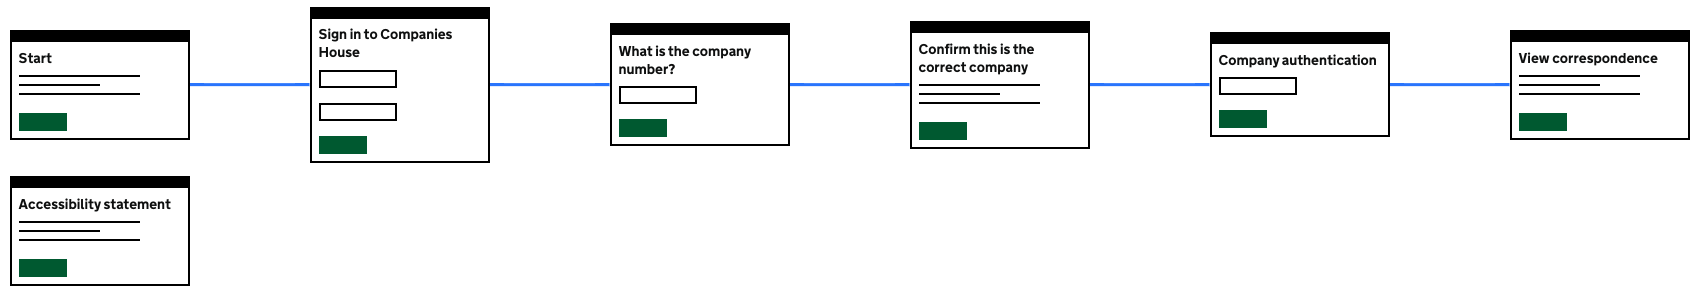 Start
Sign in to Companies
House
What is the company
number?
Confirm this is the
correct company
Company authentication
View correspondence
Accessibility statement